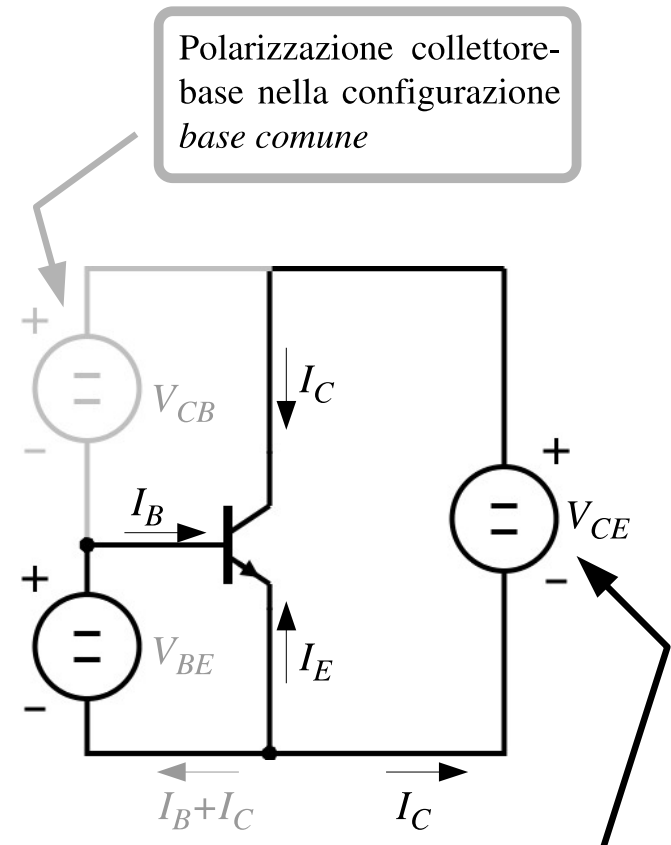 Polarizzazione collettore-
base nella configurazione
base comune
+
V_CB
−
I_C
I_B
+
V_BE
−
I_E
+
V_CE
−
I_B+I_C
I_C